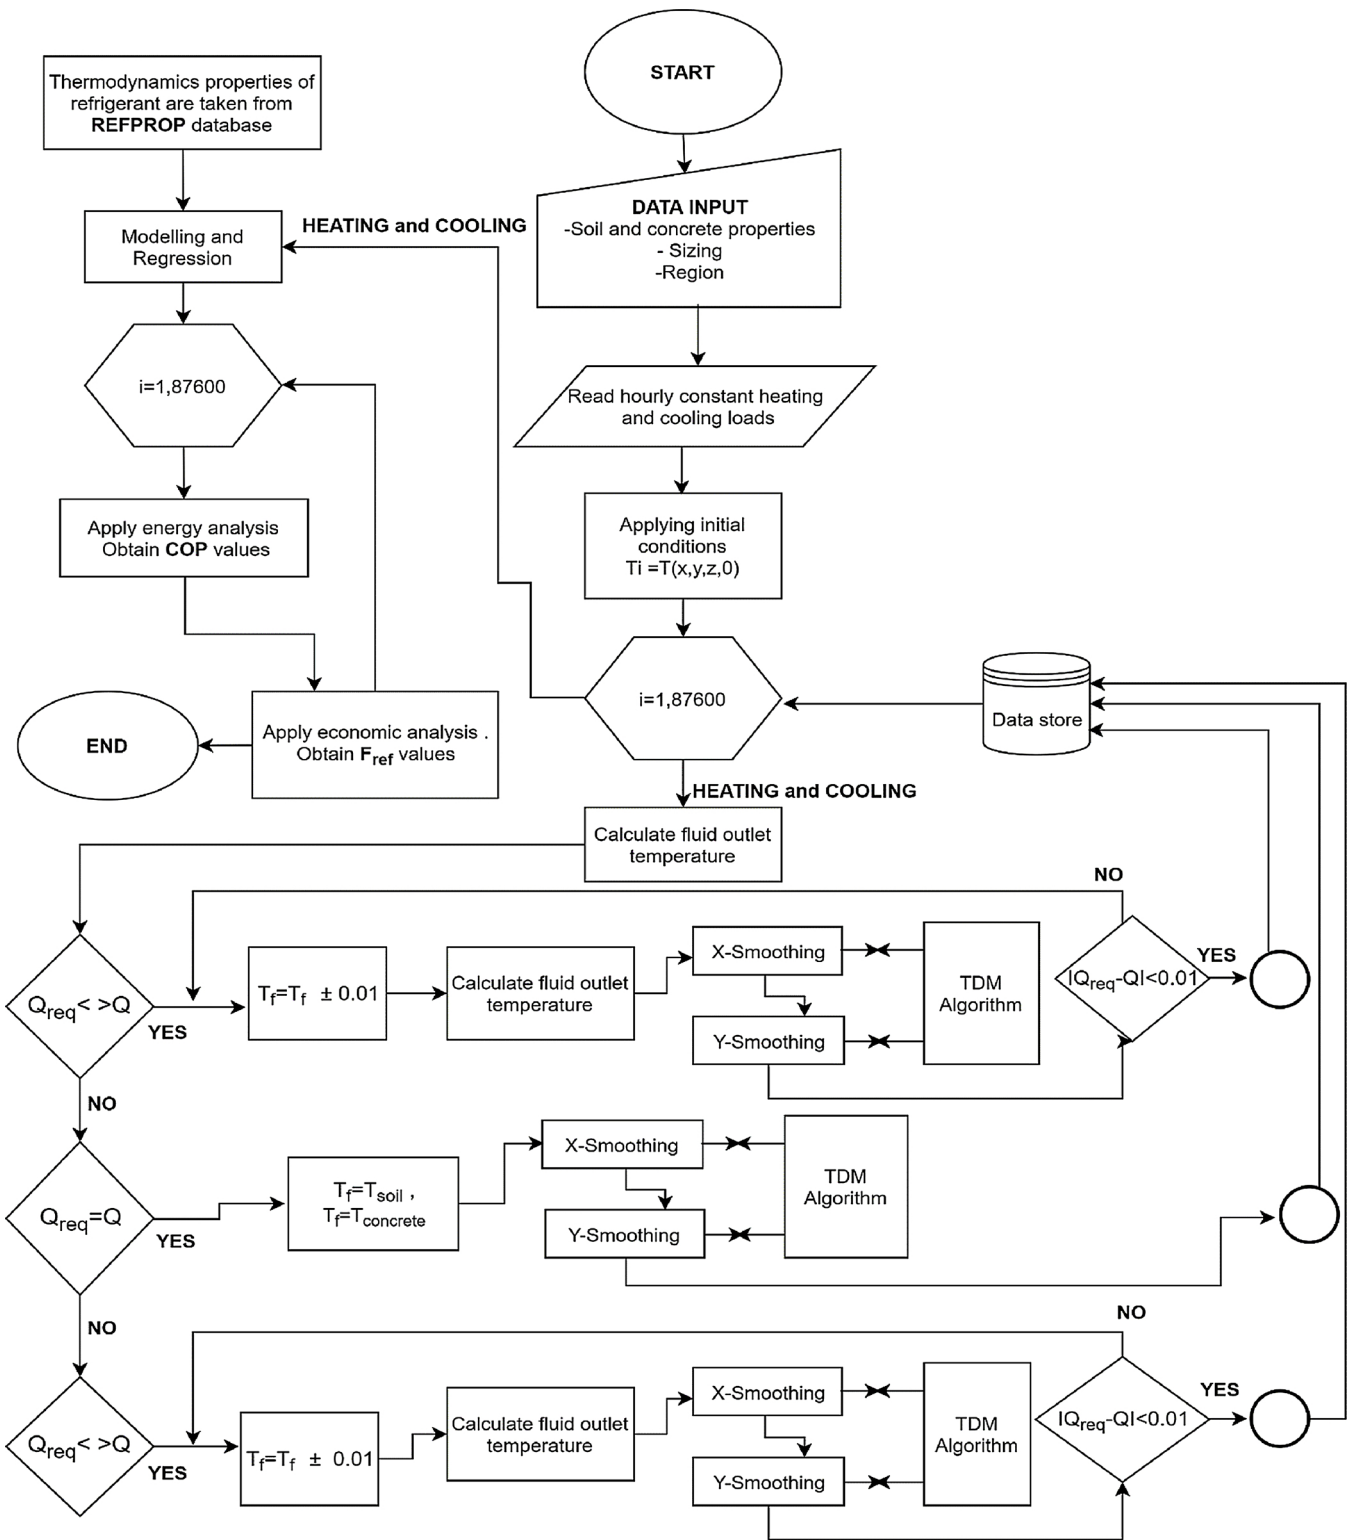 START
Thermodynamics properties of
refrigerant are taken from
REFPROP database
DATA INPUT
-Soil and concrete properties
- Sizing
-Region
HEATING and COOLING
Modelling and
Regression
i=1,87600
Read hourly constant heating
and cooling loads
Apply energy analysis
Obtain COP values
Applying initial
conditions
Ti =T(x,y,z,0)
i=1,87600
Data store
END
Apply economic analysis .
Obtain Fref values
HEATING and COOLING
Calculate fluid outlet
temperature
NO
Qreq< >Q
YES
Tf=Tf ± 0.01
Calculate fluid outlet
temperature
X-Smoothing
Y-Smoothing
TDM
Algorithm
IQreq-QI<0.01
YES
NO
Qreq=Q
YES
Tf=Tsoil ,
Tf=Tconcrete
X-Smoothing
Y-Smoothing
TDM
Algorithm
NO
NO
Qreq< >Q
YES
Tf=Tf ± 0.01
Calculate fluid outlet
temperature
X-Smoothing
Y-Smoothing
TDM
Algorithm
IQreq-QI<0.01
YES